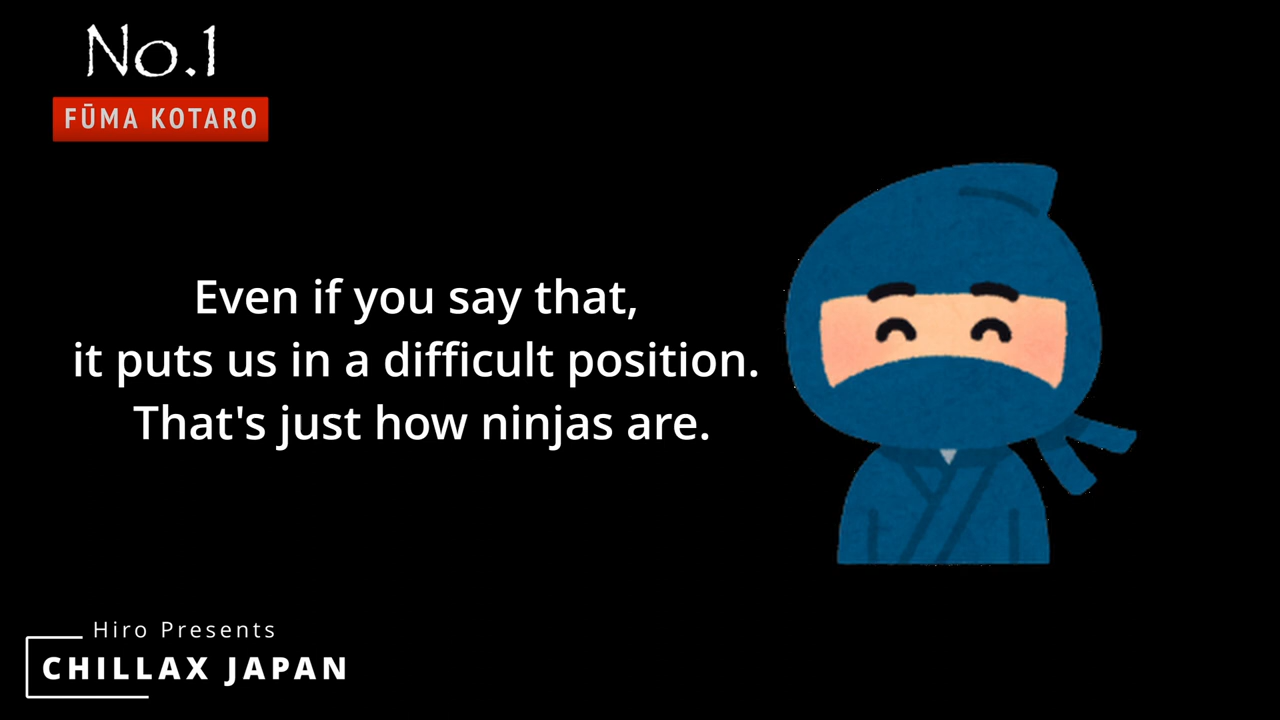 No.1
FŪMA KOTARO
Even if you say that,
it puts us in a difficult position.
That's just how ninjas are.
Hiro Presents
CHILLAX JAPAN